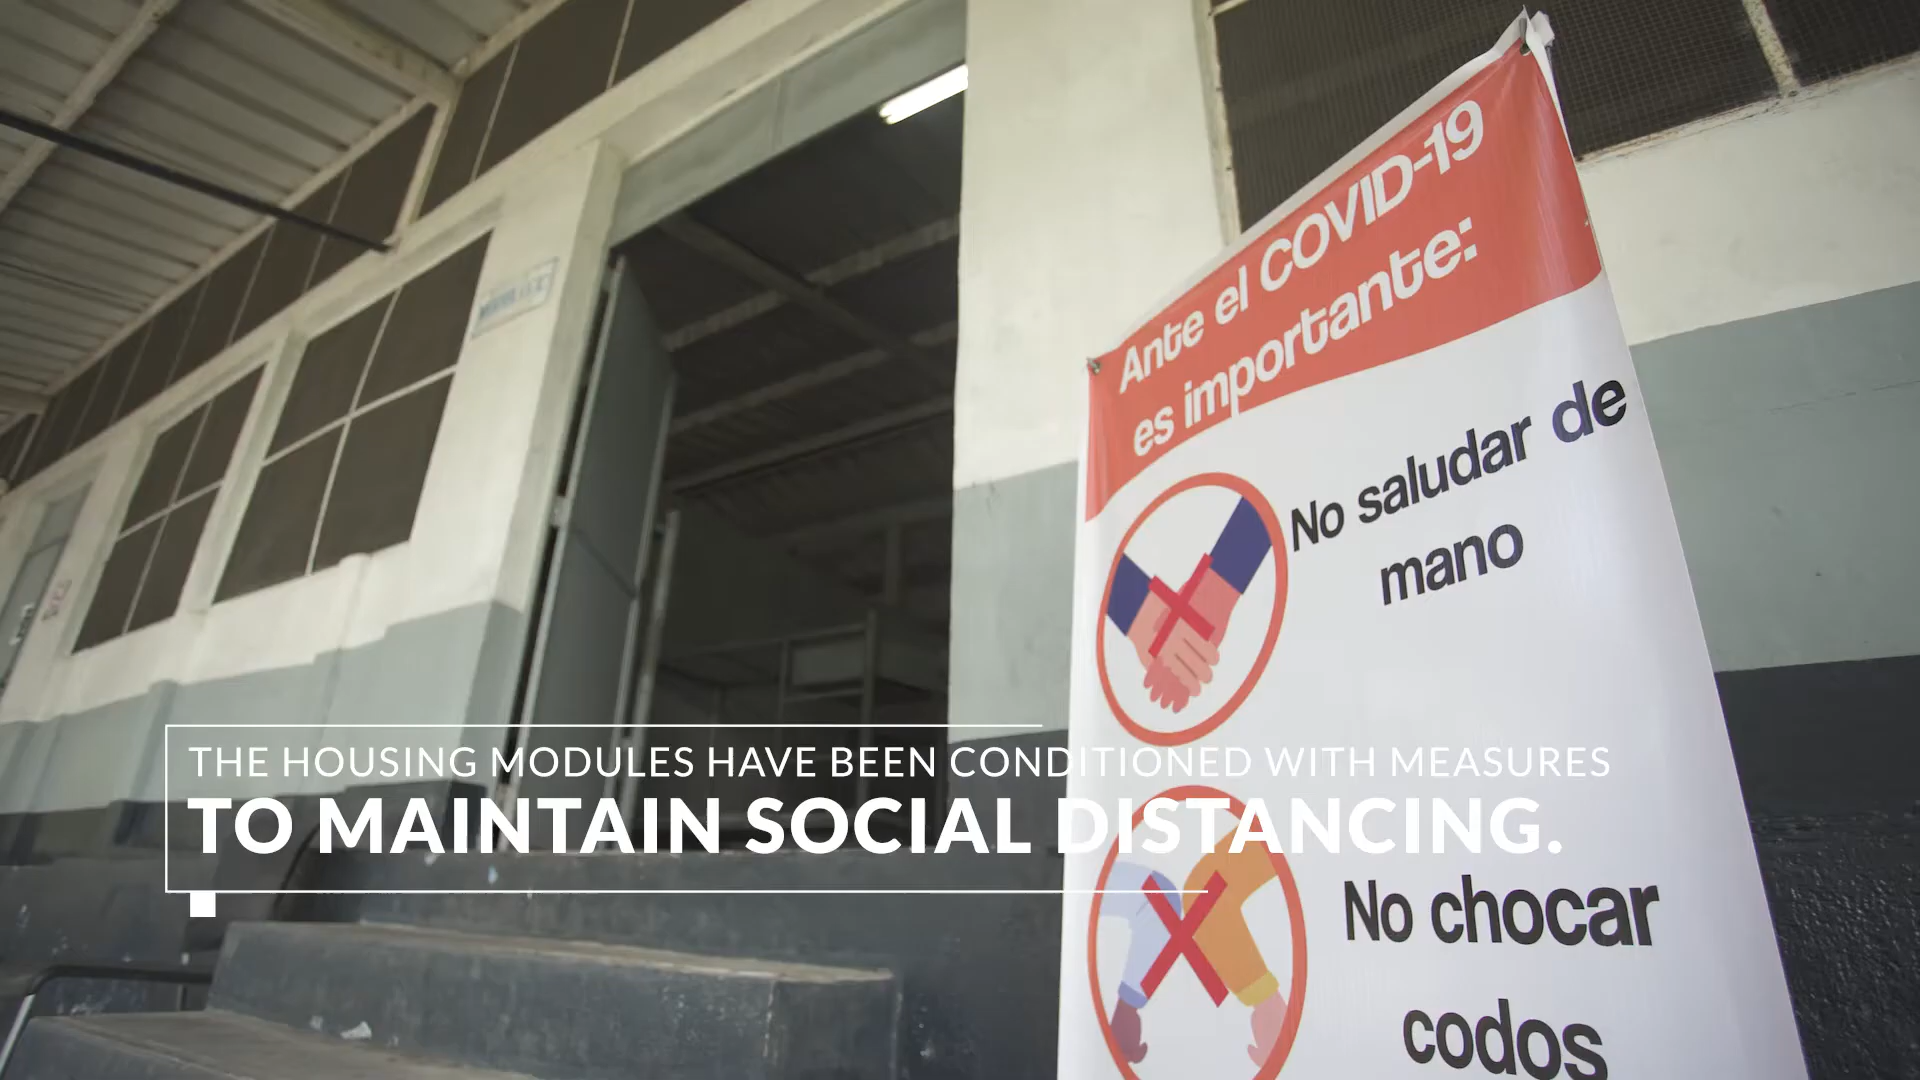 Ante el COVID-19
es importante:
No saludar de
mano
THE HOUSING MODULES HAVE BEEN CONDITIONED WITH MEASURES
TO MAINTAIN SOCIAL DISTANCING.
No chocar
codos